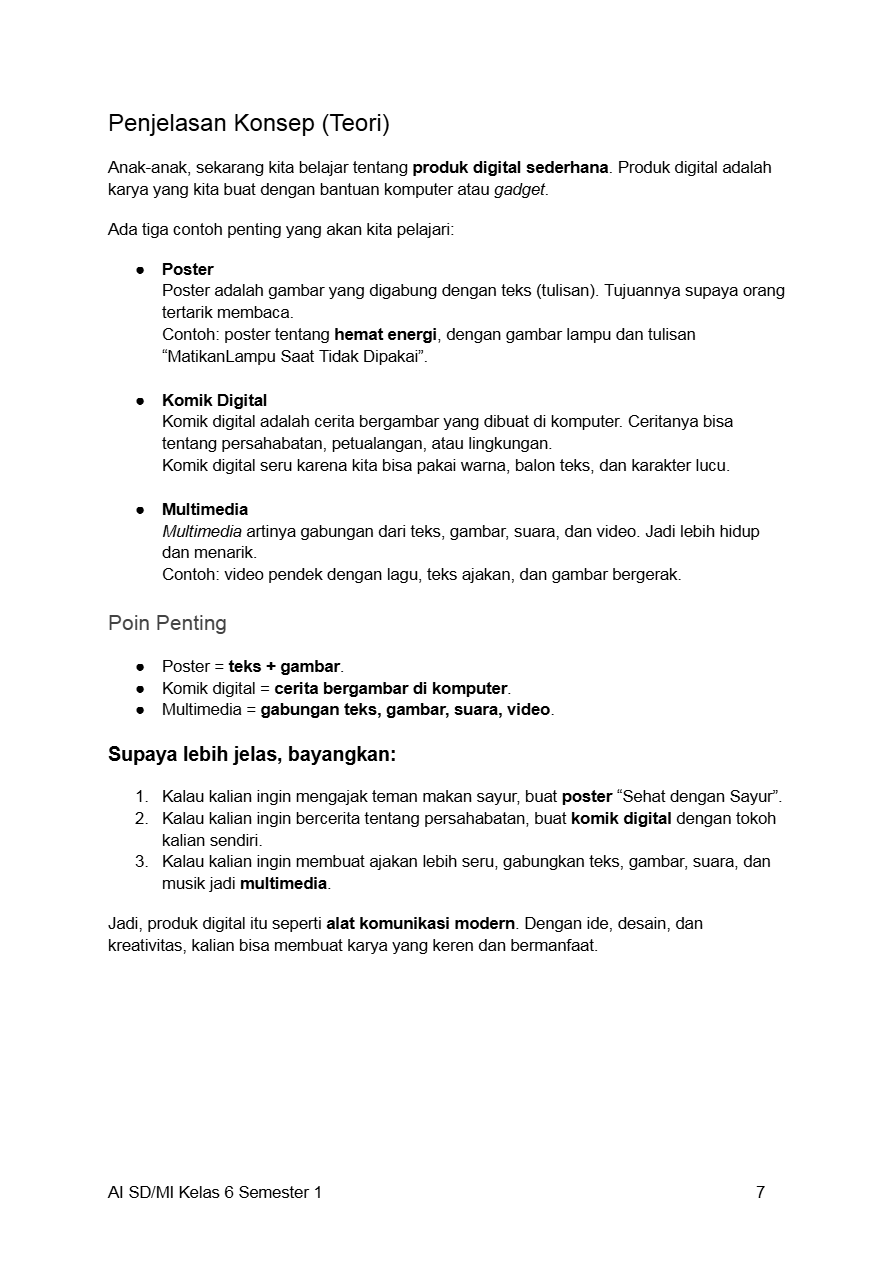 Penjelasan Konsep (Teori)
Anak-anak, sekarang kita belajar tentang produk digital sederhana. Produk digital adalah
karya yang kita buat dengan bantuan komputer atau gadget.
Ada tiga contoh penting yang akan kita pelajari:
● Poster
Poster adalah gambar yang digabung dengan teks (tulisan). Tujuannya supaya orang
tertarik membaca.
Contoh: poster tentang hemat energi, dengan gambar lampu dan tulisan
“MatikanLampu Saat Tidak Dipakai”.
● Komik Digital
Komik digital adalah cerita bergambar yang dibuat di komputer. Ceritanya bisa
tentang persahabatan, petualangan, atau lingkungan.
Komik digital seru karena kita bisa pakai warna, balon teks, dan karakter lucu.
● Multimedia
Multimedia artinya gabungan dari teks, gambar, suara, dan video. Jadi lebih hidup
dan menarik.
Contoh: video pendek dengan lagu, teks ajakan, dan gambar bergerak.
Poin Penting
● Poster = teks + gambar.
● Komik digital = cerita bergambar di komputer.
● Multimedia = gabungan teks, gambar, suara, video.
Supaya lebih jelas, bayangkan:
1. Kalau kalian ingin mengajak teman makan sayur, buat poster “Sehat dengan Sayur”.
2. Kalau kalian ingin bercerita tentang persahabatan, buat komik digital dengan tokoh
kalian sendiri.
3. Kalau kalian ingin membuat ajakan lebih seru, gabungkan teks, gambar, suara, dan
musik jadi multimedia.
Jadi, produk digital itu seperti alat komunikasi modern. Dengan ide, desain, dan
kreativitas, kalian bisa membuat karya yang keren dan bermanfaat.
AI SD/MI Kelas 6 Semester 1 7